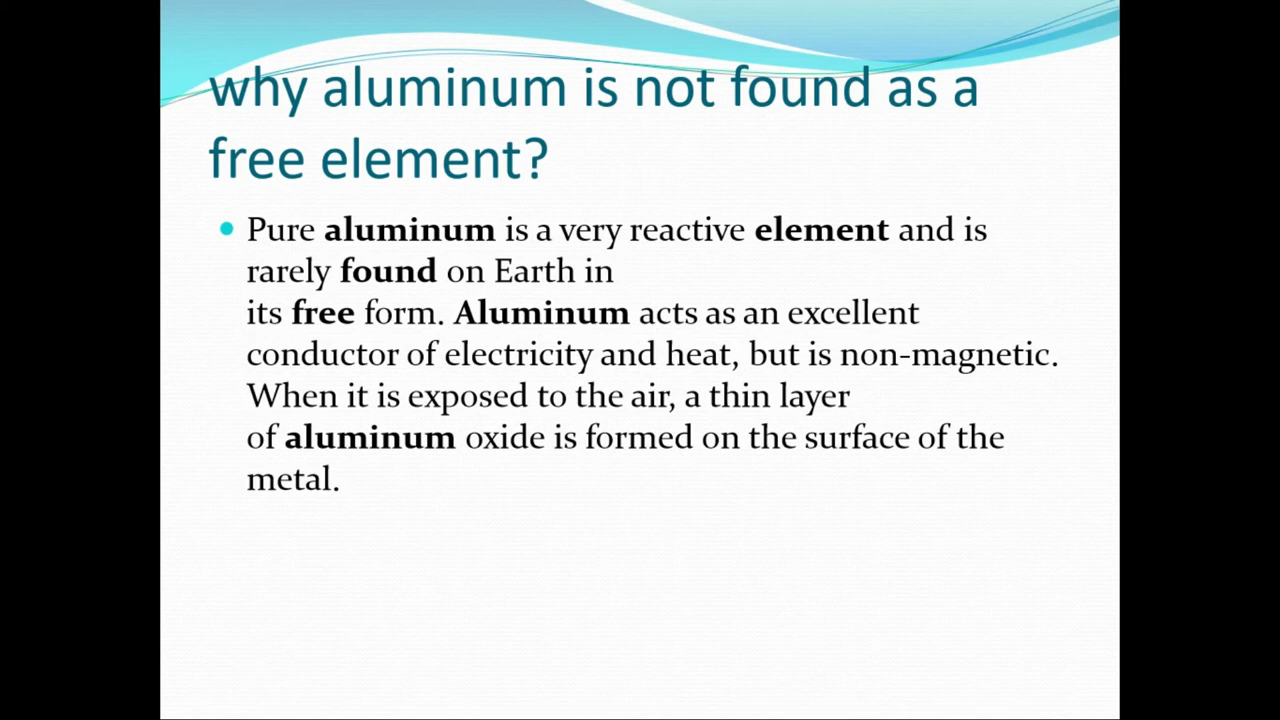 why aluminum is not found as a
free element?
Pure aluminum is a very reactive element and is
rarely found on Earth in
its free form. Aluminum acts as an excellent
conductor of electricity and heat, but is non-magnetic.
When it is exposed to the air, a thin layer
of aluminum oxide is formed on the surface of the
metal.